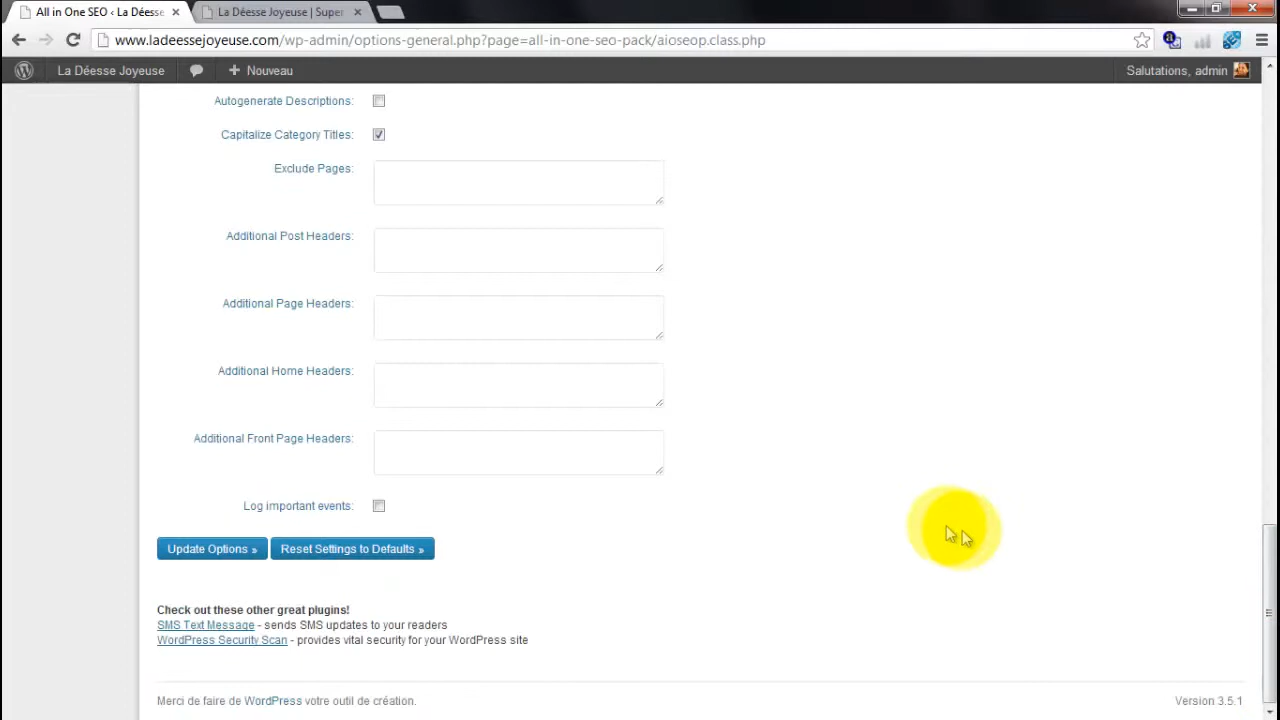 All in One SEO ‹ La Déesse
La Déesse Joyeuse | Super
www.ladeessejoyeuse.com/wp-admin/options-general.php?page=all-in-one-seo-pack/aioseop.class.php
La Déesse Joyeuse
Nouveau
Salutations, admin
Autogenerate Descriptions:
Capitalize Category Titles:
Exclude Pages:
Additional Post Headers:
Additional Page Headers:
Additional Home Headers:
Additional Front Page Headers:
Log important events:
Update Options »
Reset Settings to Defaults »
Check out these other great plugins!
SMS Text Message - sends SMS updates to your readers
WordPress Security Scan - provides vital security for your WordPress site
Merci de faire de WordPress votre outil de création.
Version 3.5.1